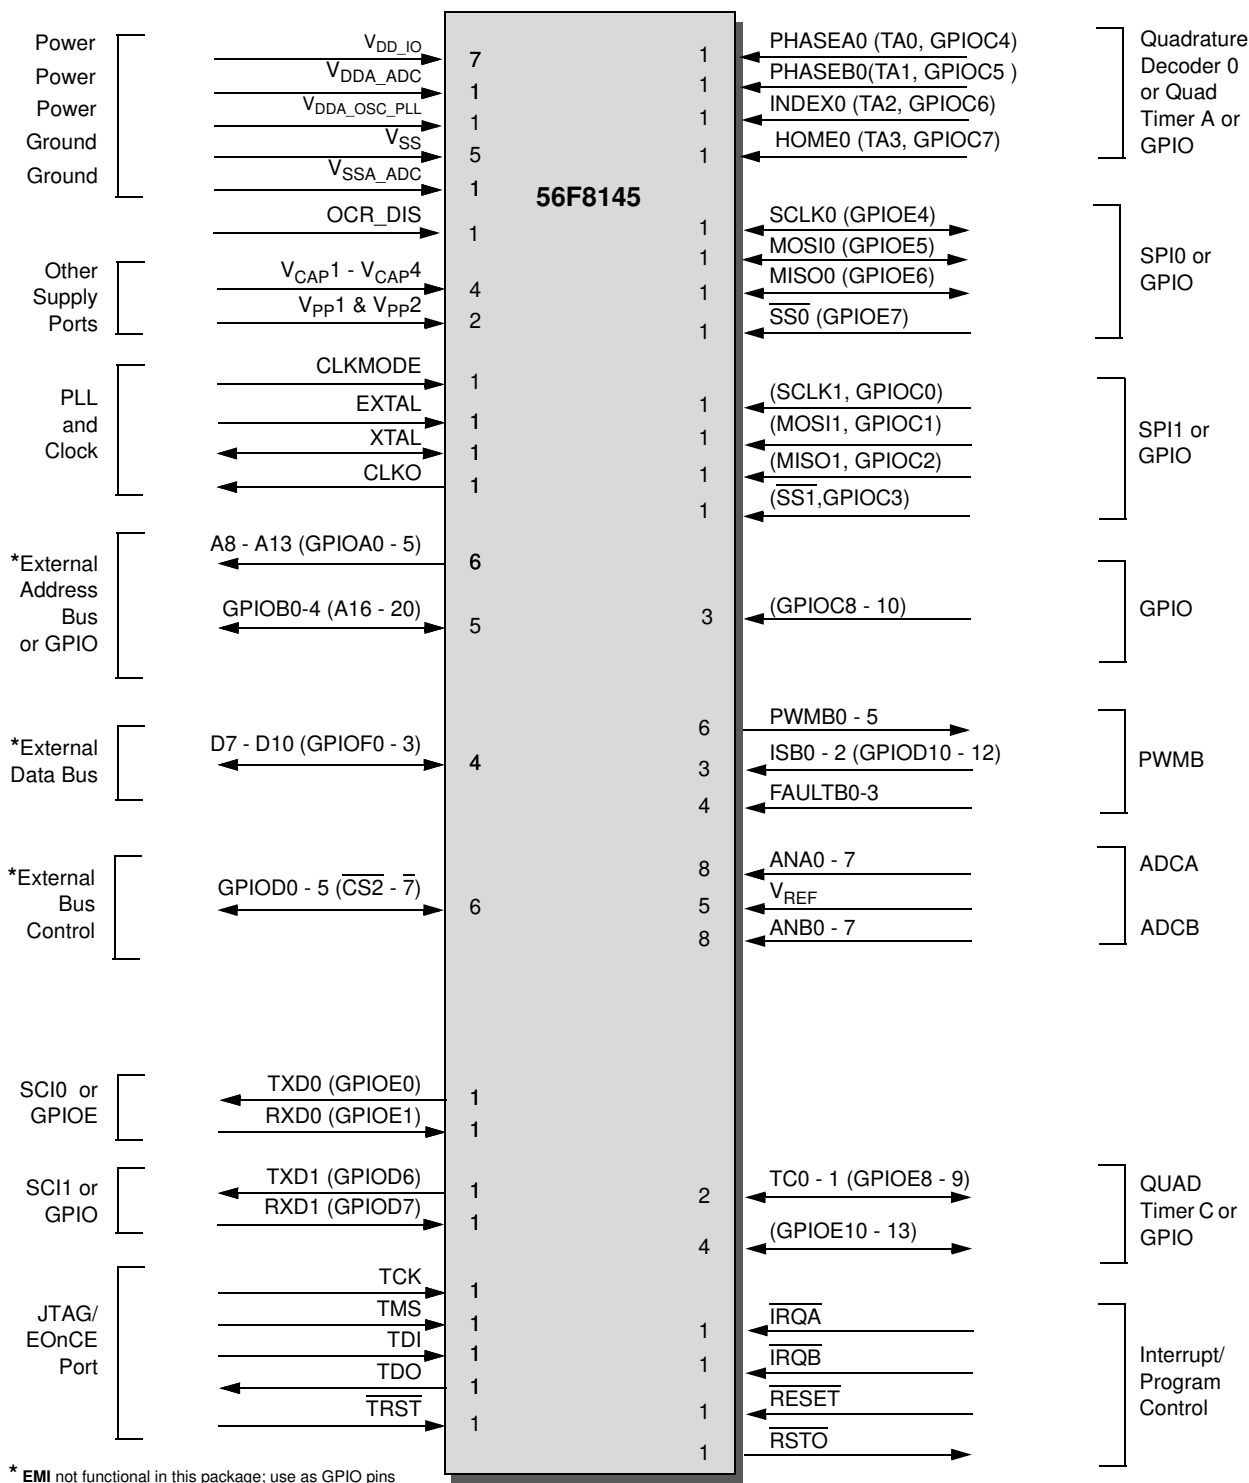 Power
Power
Power
Ground
Ground
VDD_IO
7
VDDA_ADC
1
VDDA_OSC_PLL
1
VSS
5
VSSA_ADC
1
OCR_DIS
1
Other
Supply
Ports
VCAP1 - VCAP4
4
VPP1 & VPP2
2
PLL
and
Clock
CLKMODE
1
EXTAL
1
XTAL
1
CLKO
1
*External
Address
Bus
or GPIO
A8 - A13 (GPIOA0 - 5)
6
GPIOB0-4 (A16 - 20)
5
*External
Data Bus
D7 - D10 (GPIOF0 - 3)
4
*External
Bus
Control
GPIOD0 - 5 (CS2 - 7)
6
SCI0 or
GPIOE
TXD0 (GPIOE0)
1
RXD0 (GPIOE1)
1
SCI1 or
GPIO
TXD1 (GPIOD6)
1
RXD1 (GPIOD7)
1
JTAG/
EOnCE
Port
TCK
1
TMS
1
TDI
1
TDO
1
TRST
1
56F8145
1
PHASEA0 (TA0, GPIOC4)
1
PHASEB0(TA1, GPIOC5 )
1
INDEX0 (TA2, GPIOC6)
1
HOME0 (TA3, GPIOC7)
Quadrature
Decoder 0
or Quad
Timer A or
GPIO
1
SCLK0 (GPIOE4)
1
MOSI0 (GPIOE5)
1
MISO0 (GPIOE6)
1
SS0 (GPIOE7)
SPI0 or
GPIO
1
(SCLK1, GPIOC0)
1
(MOSI1, GPIOC1)
1
(MISO1, GPIOC2)
1
(SS1,GPIOC3)
SPI1 or
GPIO
3
(GPIOC8 - 10)
GPIO
6
PWMB0 - 5
3
ISB0 - 2 (GPIOD10 - 12)
4
FAULTB0-3
PWMB
8
ANA0 - 7
5
VREF
8
ANB0 - 7
ADCA
ADCB
2
TC0 - 1 (GPIOE8 - 9)
4
(GPIOE10 - 13)
QUAD
Timer C or
GPIO
1
IRQA
1
IRQB
1
RESET
1
RSTO
Interrupt/
Program
Control
* EMI not functional in this package; use as GPIO pins